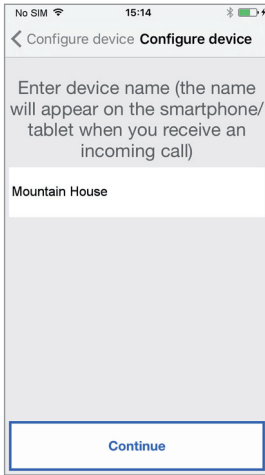 No SIM 15:14
Configure device Configure device
Enter device name (the name
will appear on the smartphone/
tablet when you receive an
incoming call)
Mountain House
Continue